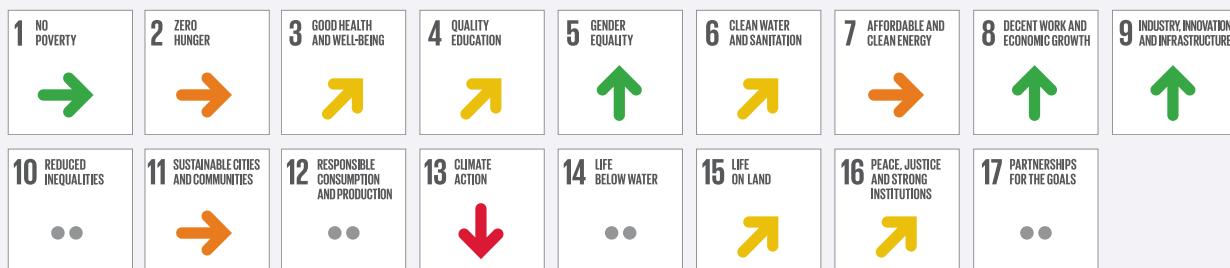 1 NO
POVERTY
2 ZERO
HUNGER
3 GOOD HEALTH
AND WELL-BEING
4 QUALITY
EDUCATION
5 GENDER
EQUALITY
6 CLEAN WATER
AND SANITATION
7 AFFORDABLE AND
CLEAN ENERGY
8 DECENT WORK AND
ECONOMIC GROWTH
9 INDUSTRY, INNOVATION
AND INFRASTRUCTURE
10 REDUCED
INEQUALITIES
11 SUSTAINABLE CITIES
AND COMMUNITIES
12 RESPONSIBLE
CONSUMPTION
AND PRODUCTION
13 CLIMATE
ACTION
14 LIFE
BELOW WATER
15 LIFE
ON LAND
16 PEACE, JUSTICE
AND STRONG
INSTITUTIONS
17 PARTNERSHIPS
FOR THE GOALS